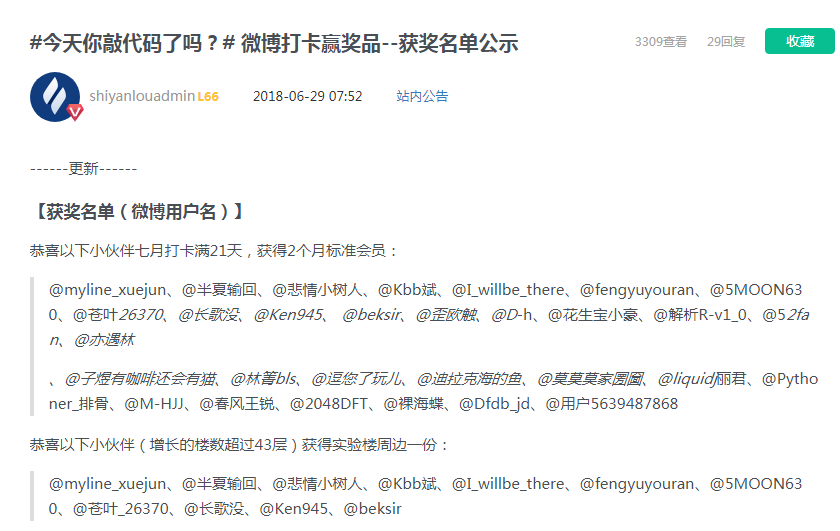 #今天你敲代码了吗？# 微博打卡赢奖品--获奖名单公示
3309查看 29回复 收藏
shiyanlouadmin L66 2018-06-29 07:52 站内公告
------更新------
【获奖名单（微博用户名）】
恭喜以下小伙伴七月打卡满21天，获得2个月标准会员：
@myline_xuejun、@半夏输回、@悲情小树人、@Kbb斌、@I_willbe_there、@fengyuyouran、@5MOON63
0、@苍叶26370、@长歌没、@Ken945、 @beksir、@歪欧触、@D-h、@花生宝小豪、@解析R-v1_0、@52fa
n、@亦遇林
、@子煜有咖啡还会有猫、@林菁bls、@逗您了玩儿、@迪拉克海的鱼、@莫莫莫家圐圙、@liquid丽君、@Pytho
ner_排骨、@M-HJJ、@春风王锐、@2048DFT、@裸海蝶、@Dfdb_jd、@用户5639487868
恭喜以下小伙伴（增长的楼数超过43层）获得实验楼周边一份：
@myline_xuejun、@半夏输回、@悲情小树人、@Kbb斌、@I_willbe_there、@fengyuyouran、@5MOON63
0、@苍叶_26370、@长歌没、@Ken945、@beksir